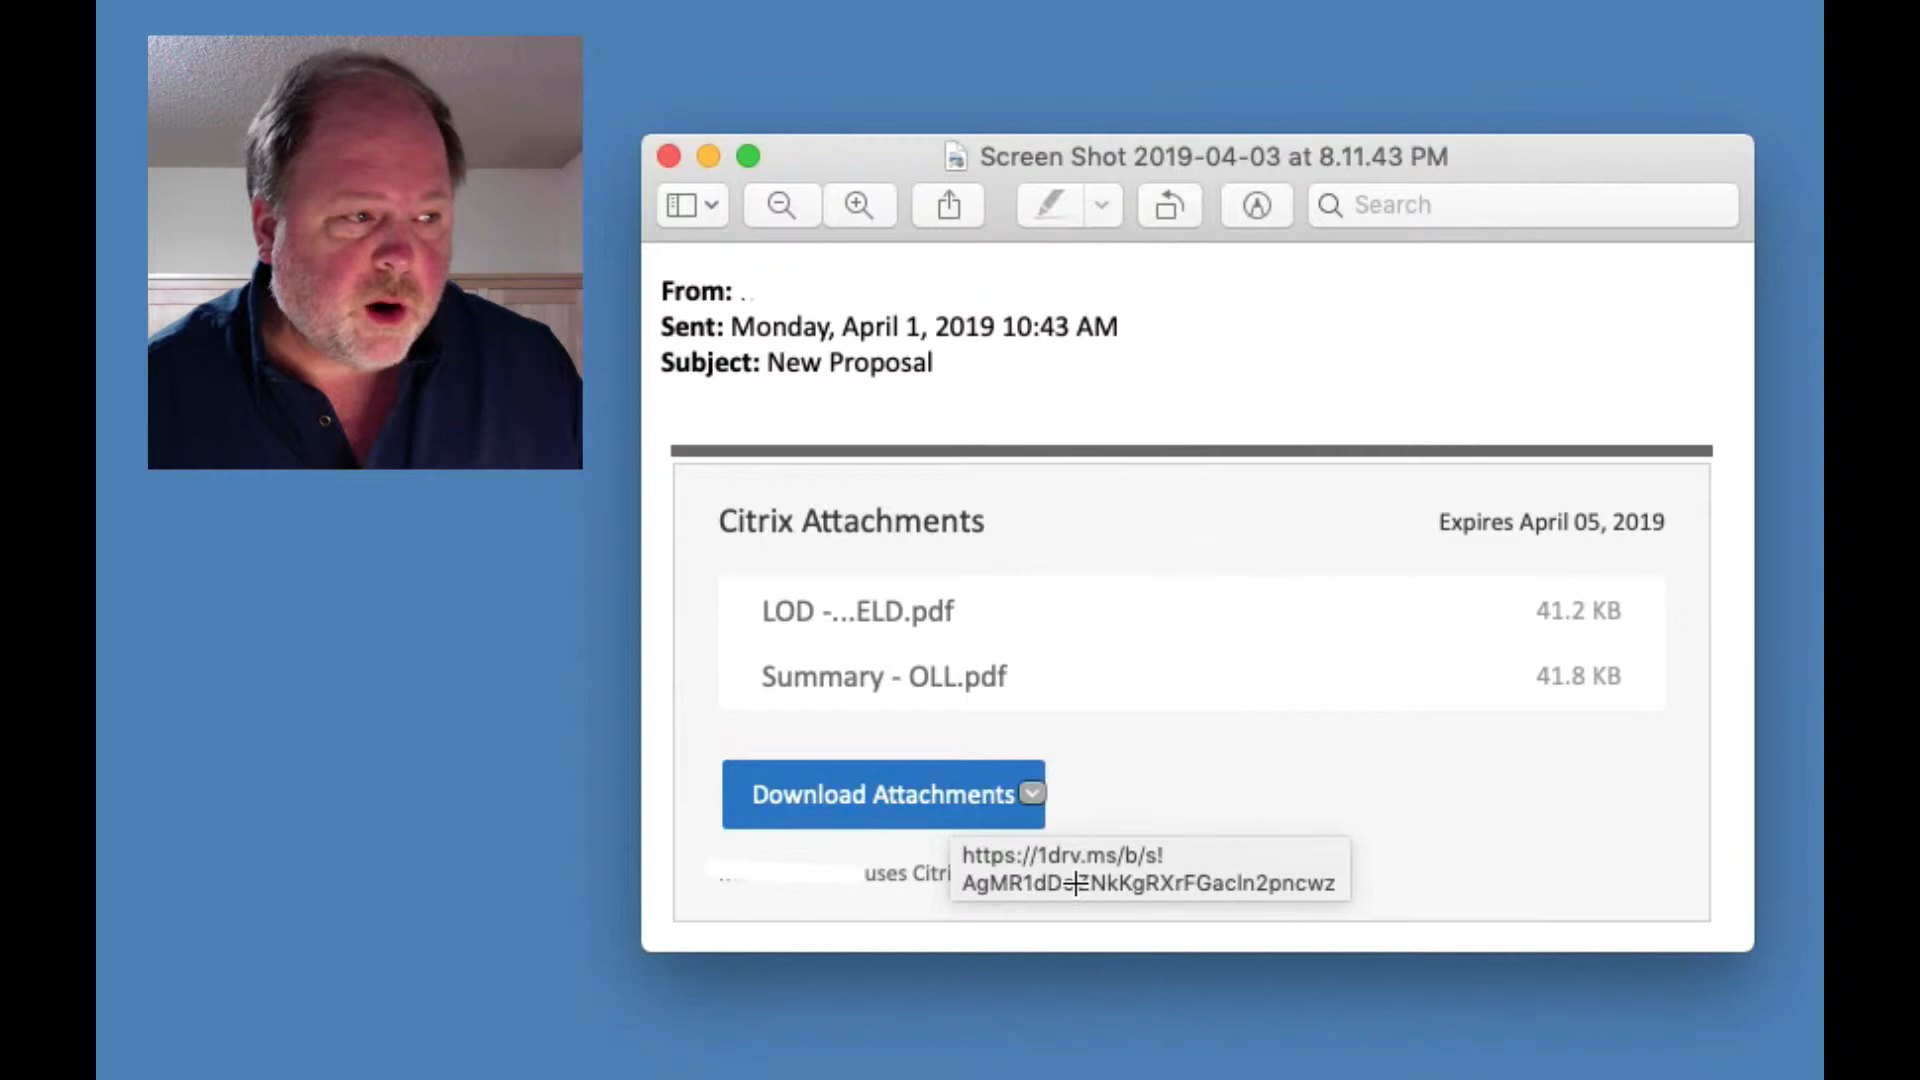 Screen Shot 2019-04-03 at 8.11.43 PM
Search
From:
Sent: Monday, April 1, 2019 10:43 AM
Subject: New Proposal
Citrix Attachments
Expires April 05, 2019
LOD -...ELD.pdf
41.2 KB
Summary - OLL.pdf
41.8 KB
Download Attachments
uses Citri
https://1drv.ms/b/s!